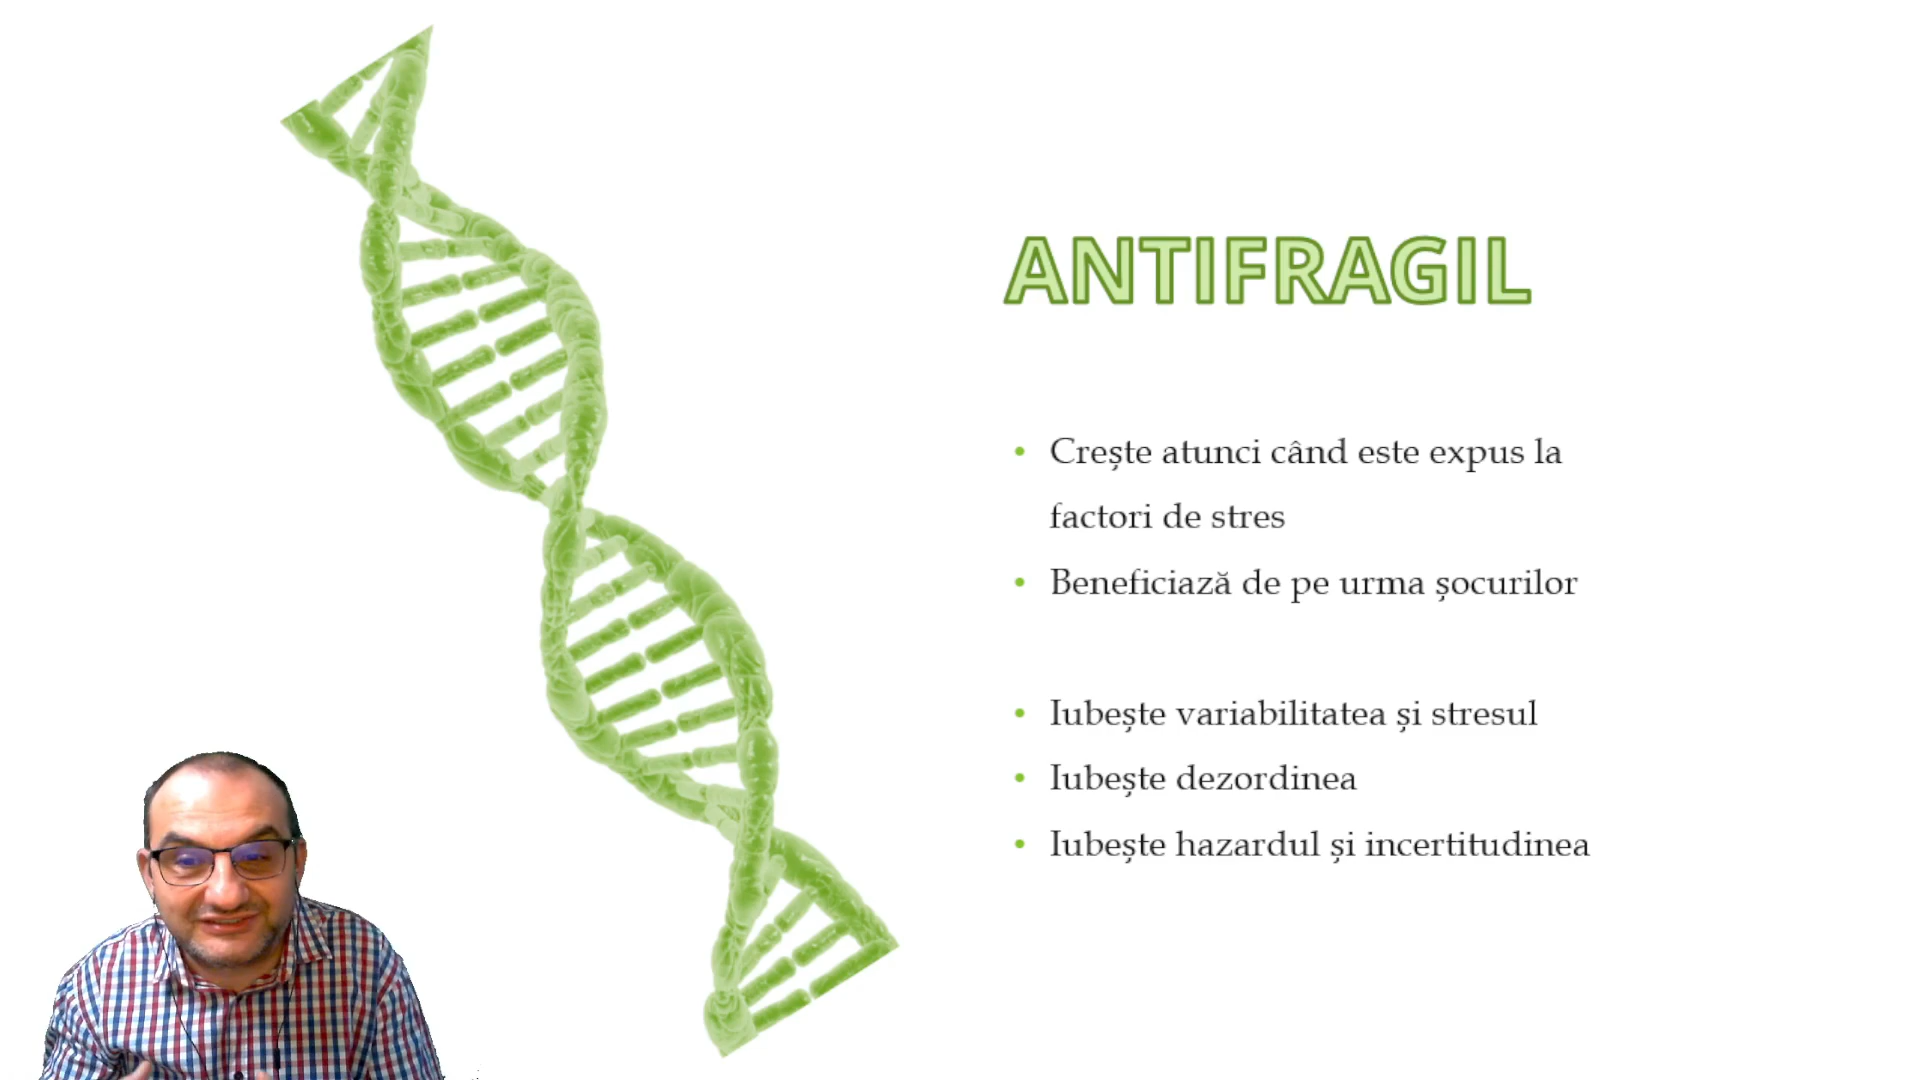 ANTIFRAGIL
• Crește atunci când este expus la
factori de stres
• Beneficiază de pe urma șocurilor
• Iubește variabilitatea și stresul
• Iubește dezordinea
• Iubește hazardul și incertitudinea